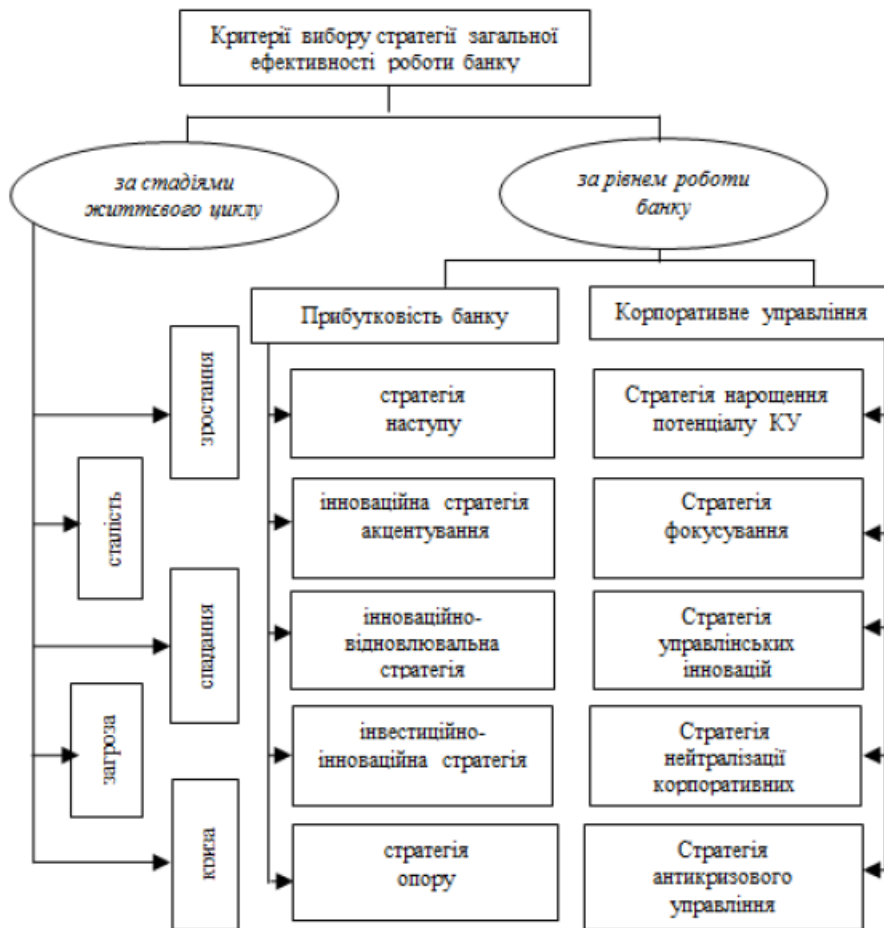 Критерії вибору стратегії загальної
ефективності роботи банку
за стадіями
життєвого циклу
за рівнем роботи
банку
Прибутковість банку
Корпоративне управління
зростання
сталість
спадання
загроза
криза
стратегія
наступу
інноваційна стратегія
акцентування
інноваційно-
відновлювальна
стратегія
інвестиційно-
інноваційна стратегія
стратегія
опору
Стратегія нарощення
потенціалу КУ
Стратегія
фокусування
Стратегія
управлінських
інновацій
Стратегія
нейтралізації
корпоративних
Стратегія
антикризового
управління